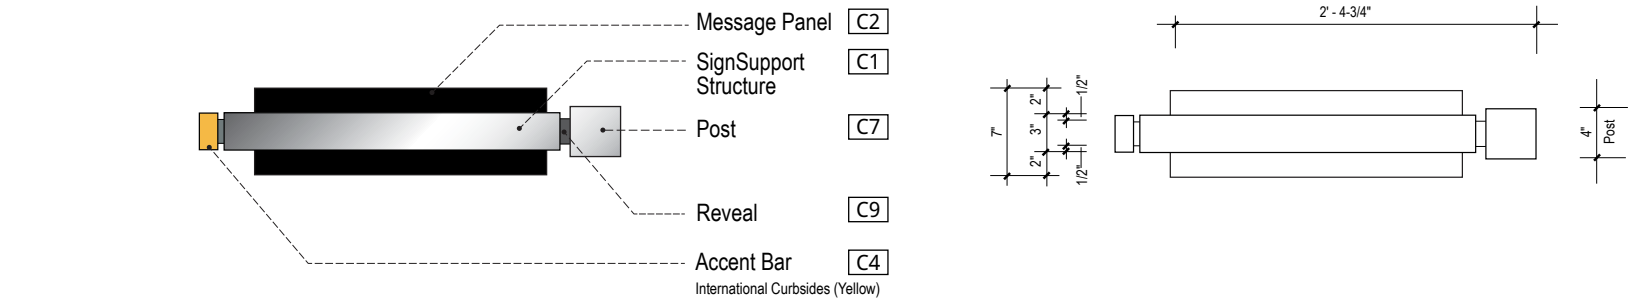 Message Panel C2
SignSupport
Structure C1
Post C7
Reveal C9
Accent Bar C4
International Curbsides (Yellow)
2' - 4-3/4"
7"
2"
3"
2"
1/2"
1/2"
4"
Post